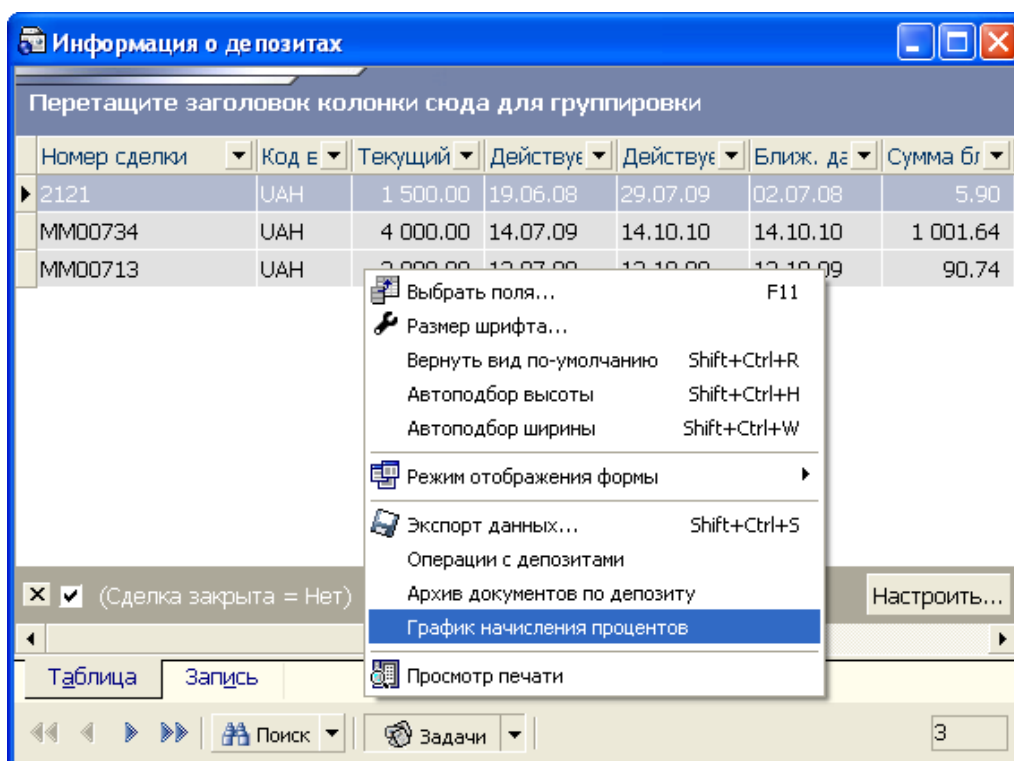 Информация о депозитах
Перетащите заголовок колонки сюда для группировки
Номер сделки Код в Текущий Действуе Действуе Ближ. да Сумма бл
2121 UAH 1 500.00 19.06.08 29.07.09 02.07.08 5.90
MM00734 UAH 4 000.00 14.07.09 14.10.10 14.10.10 1 001.64
MM00713 UAH 90.74
Выбрать поля... F11
Размер шрифта...
Вернуть вид по-умолчанию Shift+Ctrl+R
Автоподбор высоты Shift+Ctrl+H
Автоподбор ширины Shift+Ctrl+W
Режим отображения формы
Экспорт данных... Shift+Ctrl+S
Операции с депозитами
Архив документов по депозиту
График начисления процентов
Просмотр печати
(Сделка закрыта = Нет) Настроить...
Таблица Запись
Поиск Задачи 3